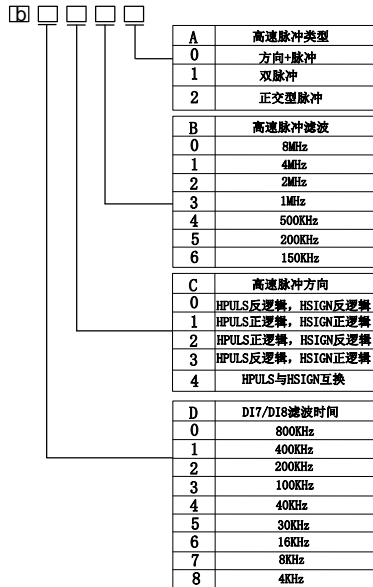 b
A 高速脉冲类型
0 方向+脉冲
1 双脉冲
2 正交型脉冲
B 高速脉冲滤波
0 8MHz
1 4MHz
2 2MHz
3 1MHz
4 500KHz
5 200KHz
6 150KHz
C 高速脉冲方向
0 HPULS反逻辑，HSIGN反逻辑
1 HPULS正逻辑，HSIGN正逻辑
2 HPULS正逻辑，HSIGN反逻辑
3 HPULS反逻辑，HSIGN正逻辑
4 HPULS与HSIGN互换
D DI7/DI8滤波时间
0 800KHz
1 400KHz
2 200KHz
3 100KHz
4 40KHz
5 30KHz
6 16KHz
7 8KHz
8 4KHz